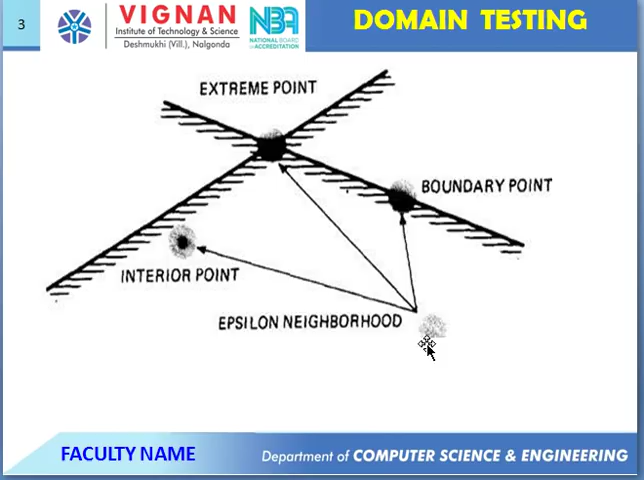 3
VIGNAN
Institute of Technology & Science
Deshmukhi (Vill.), Nalgonda
NBA
NATIONAL BOARD
of ACCREDITATION
DOMAIN TESTING
EXTREME POINT
BOUNDARY POINT
INTERIOR POINT
EPSILON NEIGHBORHOOD
FACULTY NAME
Department of COMPUTER SCIENCE & ENGINEERING